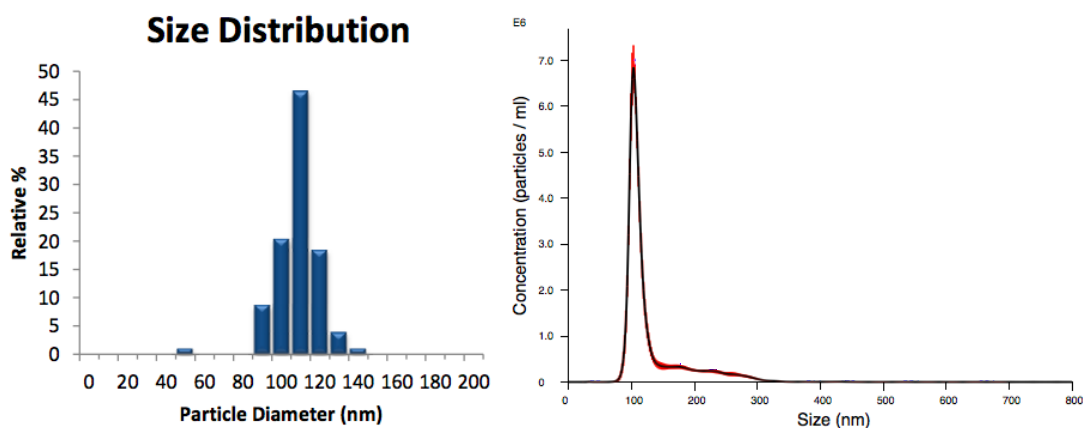 Size Distribution
50
45
40
35
30
25
20
15
10
5
0
Relative %
0 20 40 60 80 100 120 140 160 180 200
Particle Diameter (nm)
E6
7.0
6.0
5.0
4.0
3.0
2.0
1.0
0
Concentration (particles / ml)
0 100 200 300 400 500 600 700 800
Size (nm)